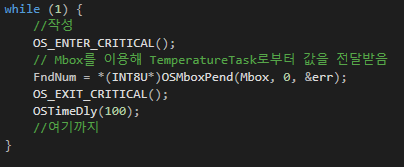 while (1) {
//작성
OS_ENTER_CRITICAL();
// Mbox를 이용해 TemperatureTask로부터 값을 전달받음
FndNum = *(INT8U*)OSMboxPend(Mbox, 0, &err);
OS_EXIT_CRITICAL();
OSTimeDly(100);
//여기까지
}